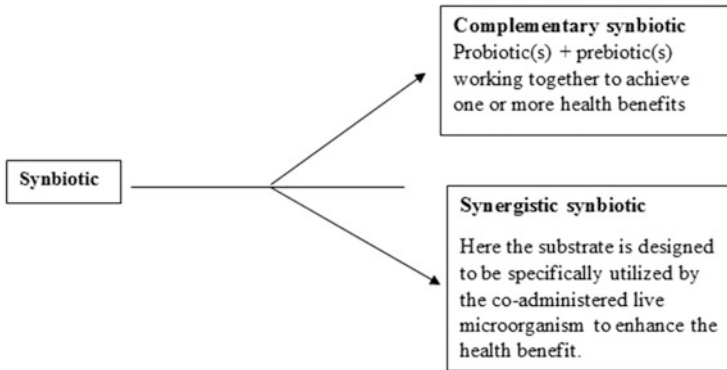 Complementary synbiotic
Probiotic(s) + prebiotic(s)
working together to achieve
one or more health benefits
Synbiotic
Synergistic synbiotic
Here the substrate is designed
to be specifically utilized by
the co-administered live
microorganism to enhance the
health benefit.